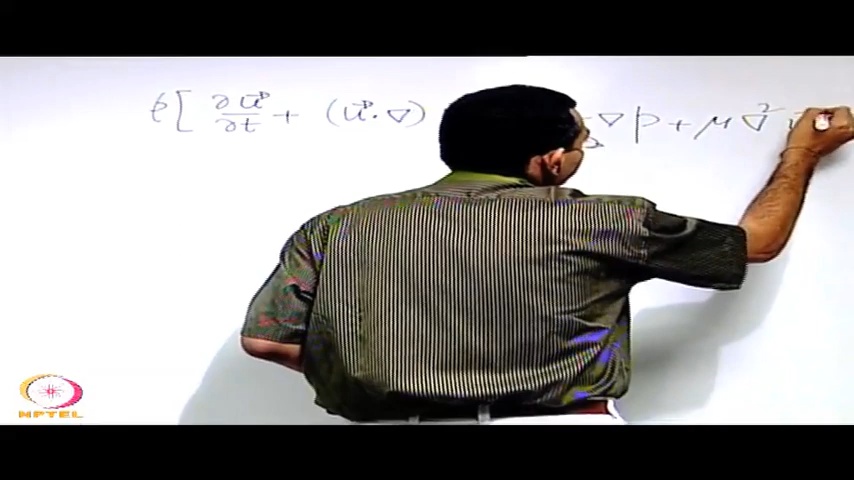 ρ[ ∂u⃗/∂t + (u⃗·∇) ∇p + μ∇²
NPTEL